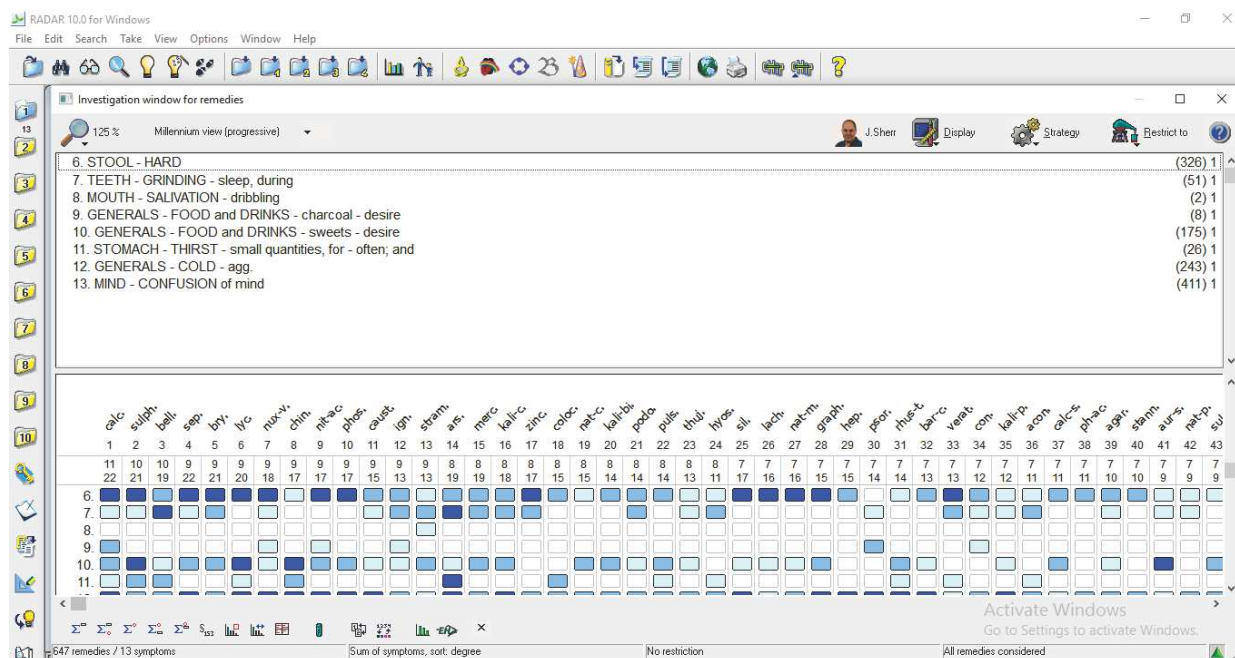 RADAR 10.0 for Windows
File Edit Search Take View Options Window Help
Investigation window for remedies
125 % Millennium view (progressive) J.Sherr Display Strategy Restrict to
1
13
2
3
4
5
6
7
8
9
10
6. STOOL - HARD (326) 1
7. TEETH - GRINDING - sleep, during (51) 1
8. MOUTH - SALIVATION - dribbling (2) 1
9. GENERALS - FOOD and DRINKS - charcoal - desire (8) 1
10. GENERALS - FOOD and DRINKS - sweets - desire (175) 1
11. STOMACH - THIRST - small quantities, for - often; and (26) 1
12. GENERALS - COLD - agg. (243) 1
13. MIND - CONFUSION of mind (411) 1
calc. sulph. bell. sep. bry. lyc. nux-v. chin. nit-ac. phos. caust. ign. stram. ars. merc. kali-c. zinc. coloc. nat-c. kali-bi. podo. puls. thuj. hyos. sil. lach. nat-m. graph. hep. psor. rhus-t. bar-c. verat. con. kali-p. acon. calc-s. ph-ac. agar. stann. aur-s. nat-p. sul
1 2 3 4 5 6 7 8 9 10 11 12 13 14 15 16 17 18 19 20 21 22 23 24 25 26 27 28 29 30 31 32 33 34 35 36 37 38 39 40 41 42 43
11 10 10 9 9 9 9 9 9 9 9 9 9 8 8 8 8 8 8 8 8 8 8 8 7 7 7 7 7 7 7 7 7 7 7 7 7 7 7 7 7 7 7
22 21 19 22 21 20 18 17 17 17 15 13 13 19 19 18 17 15 15 14 14 14 13 11 17 16 16 15 15 14 14 13 13 12 12 11 11 11 10 10 9 9 9
6.
7.
8.
9.
10.
11.
Activate Windows
Go to Settings to activate Windows.
647 remedies / 13 symptoms Sum of symptoms, sort: degree No restriction All remedies considered